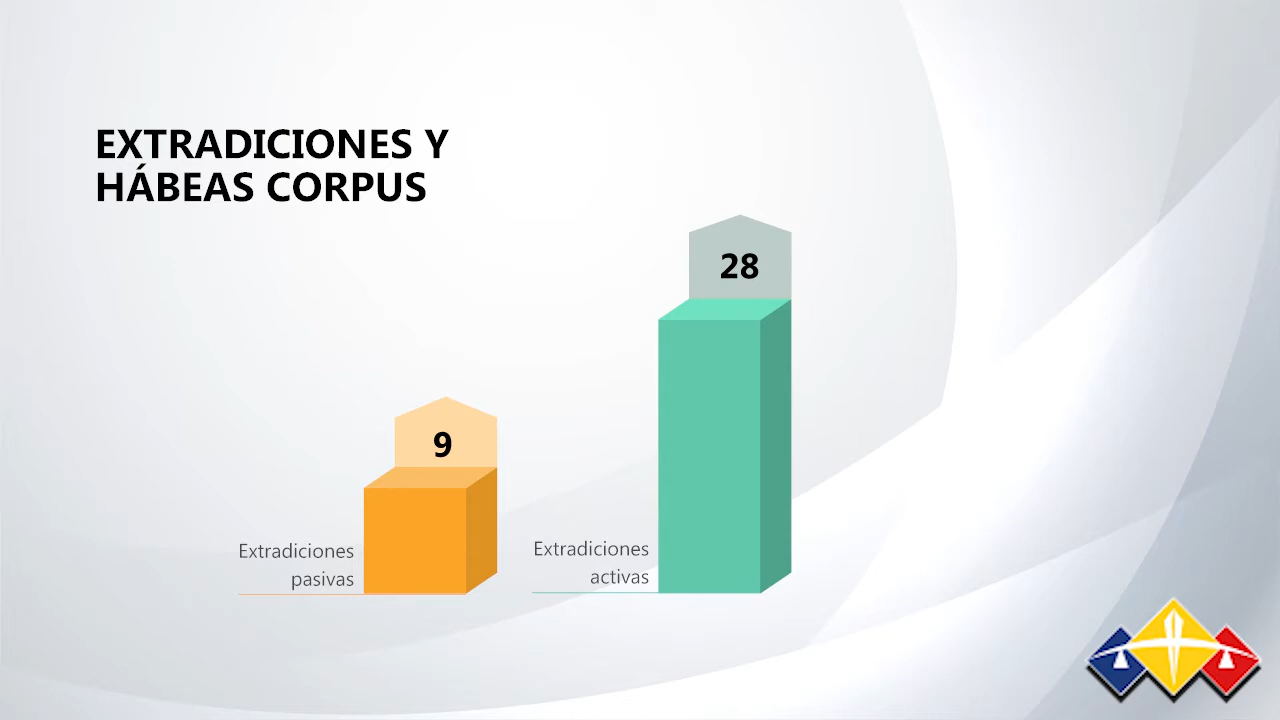 EXTRADICIONES Y
HÁBEAS CORPUS
28
9
Extradiciones
pasivas
Extradiciones
activas